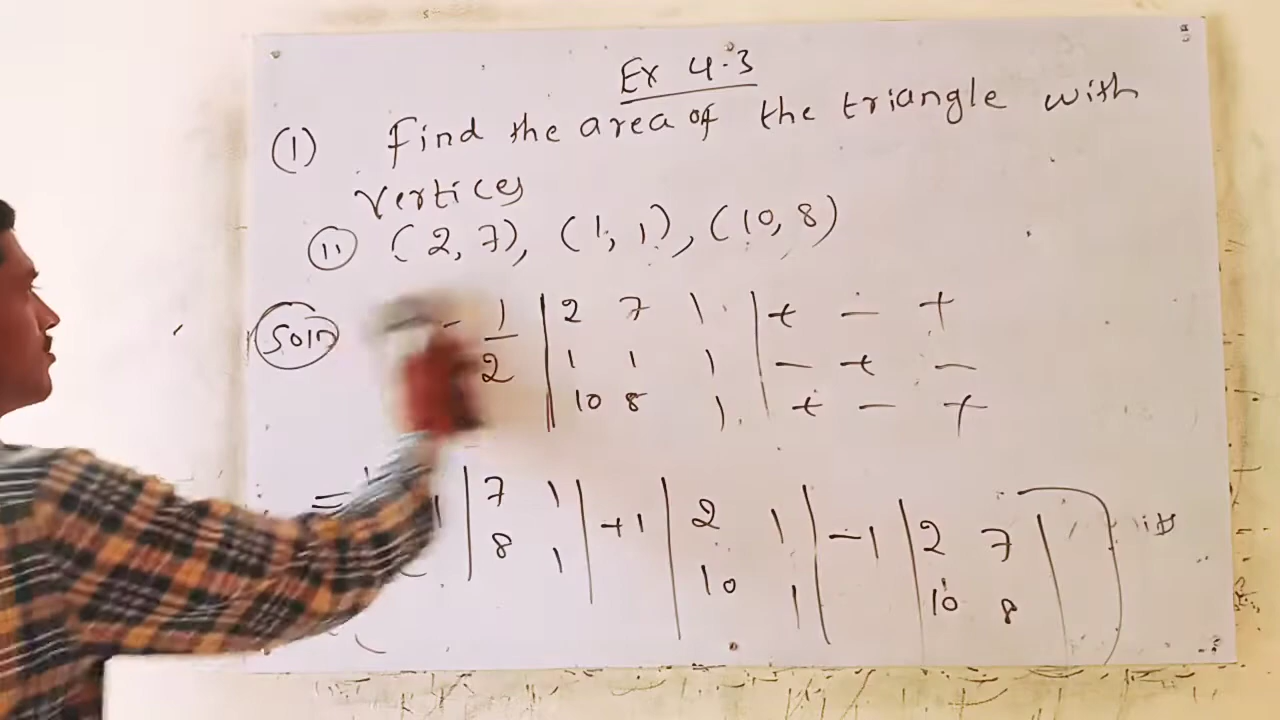 Ex 4.3
(1) Find the area of the triangle with
vertices
(ii) (2, 7), (1, 1), (10, 8)
Soln
- 1/2 | 2 7 1 | + - +
| 1 1 1 | - + -
| 10 8 1 | + - +
= | 7 1 | +1 | 2 1 | -1 | 2 7 |
| 8 1 | | 10 1 | | 10 8 |